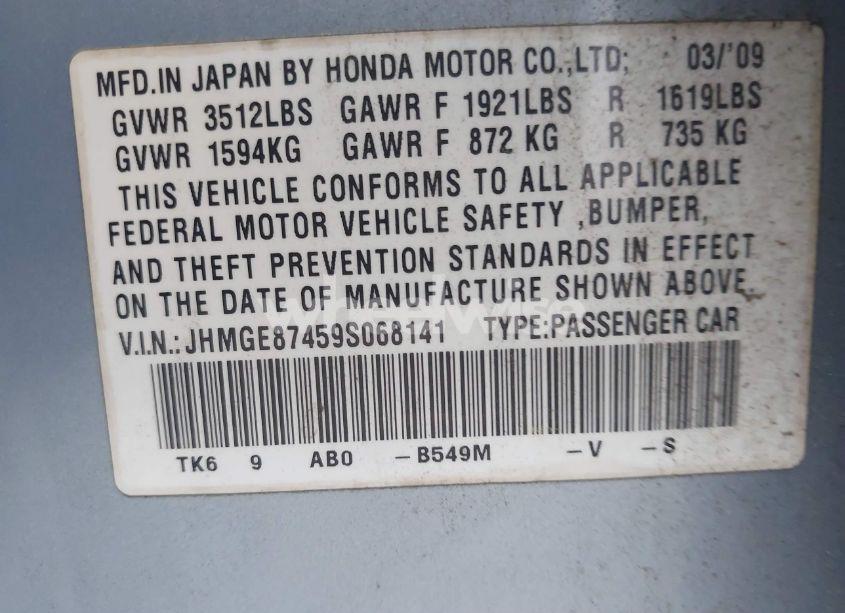 MFD.IN JAPAN BY HONDA MOTOR CO.,LTD; 03/'09
GVWR 3512LBS GAWR F 1921LBS R 1619LBS
GVWR 1594KG GAWR F 872 KG R 735 KG
THIS VEHICLE CONFORMS TO ALL APPLICABLE
FEDERAL MOTOR VEHICLE SAFETY ,BUMPER,
AND THEFT PREVENTION STANDARDS IN EFFECT
ON THE DATE OF MANUFACTURE SHOWN ABOVE.
V.I.N.: JHMGE87459S068141 TYPE:PASSENGER CAR
TK6 9 AB0 -B549M -V -S